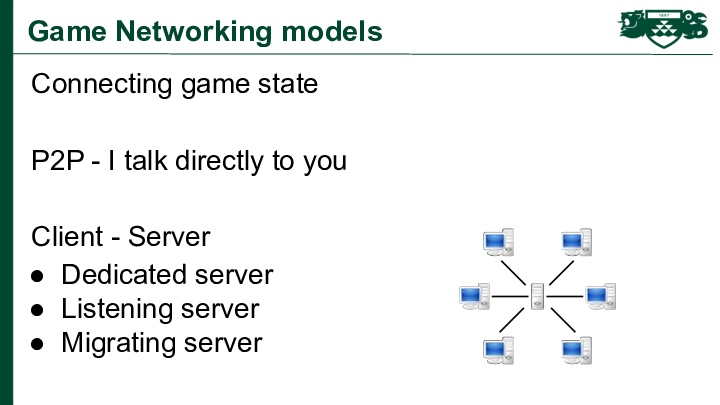 Game Networking models
Connecting game state
P2P - I talk directly to you
Client - Server
● Dedicated server
● Listening server
● Migrating server